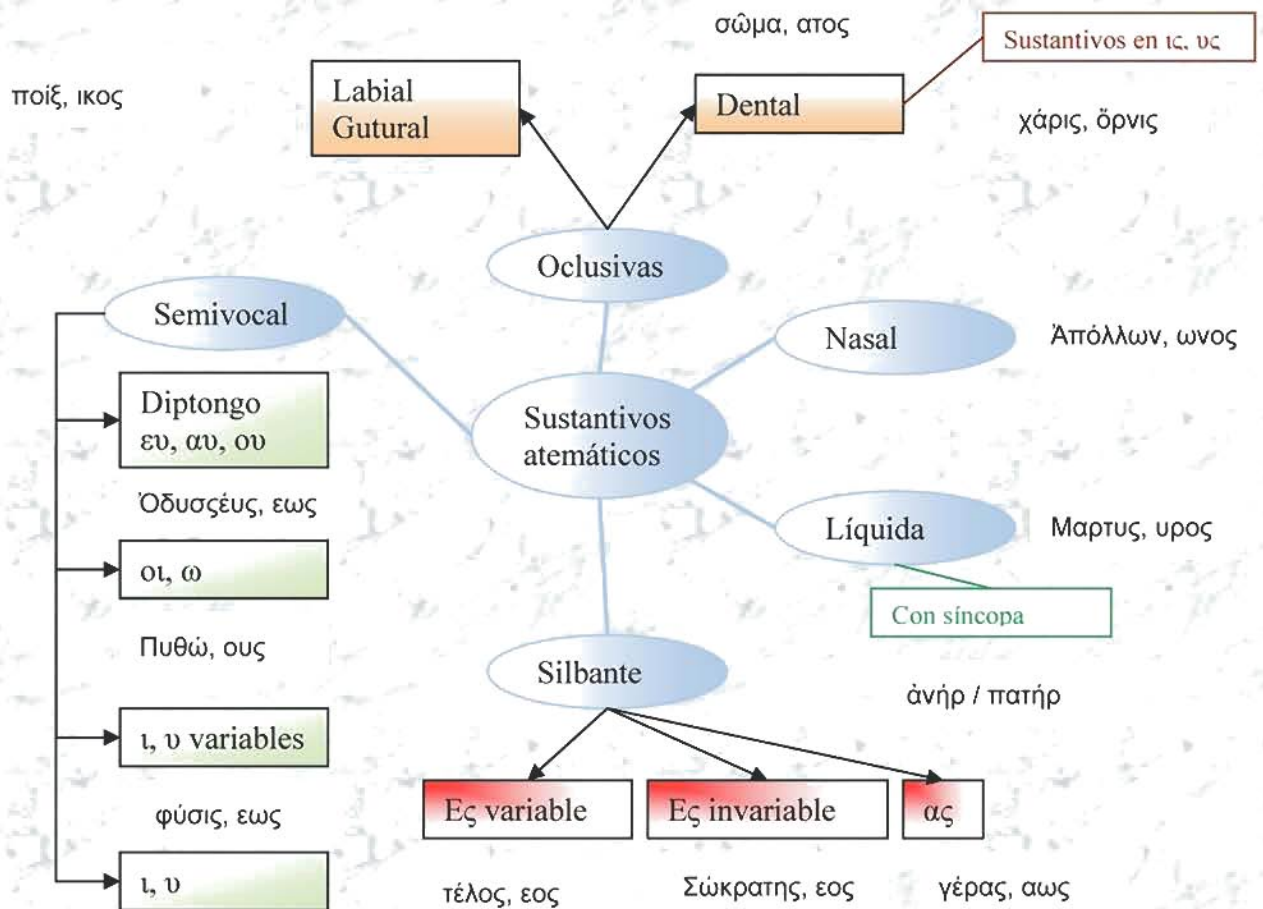 σῶμα, ατος
Sustantivos en ις, υς
ποίξ, ικος
Labial
Gutural
Dental
χάρις, ὄρνις
Oclusivas
Semivocal
Nasal
Ἀπόλλων, ωνος
Diptongo
ευ, αυ, ου
Sustantivos
atemáticos
Ὀδυσςέυς, εως
Líquida
Μαρτυς, υρος
οι, ω
Con síncopa
Πυθώ, ους
Silbante
ἀνήρ / πατήρ
ι, υ variables
Ες variable
Ες invariable
ας
φύσις, εως
ι, υ
τέλος, εος
Σώκρατης, εος
γέρας, αως